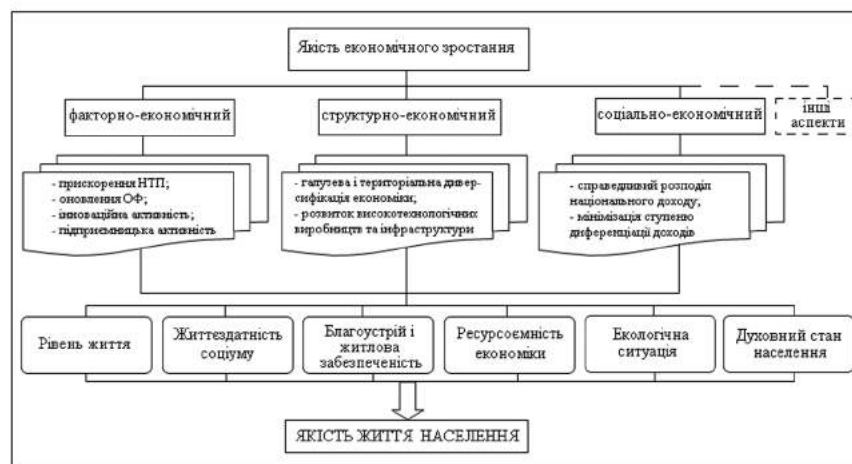 Якість економічного зростання
факторно-економічний
структурно-економічний
соціально-економічний
інші
аспекти
- прискорення НТП;
- оновлення ОФ;
- інноваційна активність;
- підприємницька активність
- галузева і територіальна дивер-
сифікація економіки;
- розвиток високотехнологічних
виробництв та інфраструктури
- справедливий розподіл
національного доходу;
- мінімізація ступеню
диференціації доходів
Рівень життя
Життєздатність
соціуму
Благоустрій і
житлова
забезпеченість
Ресурсоємність
економіки
Екологічна
ситуація
Духовний стан
населення
ЯКІСТЬ ЖИТТЯ НАСЕЛЕННЯ